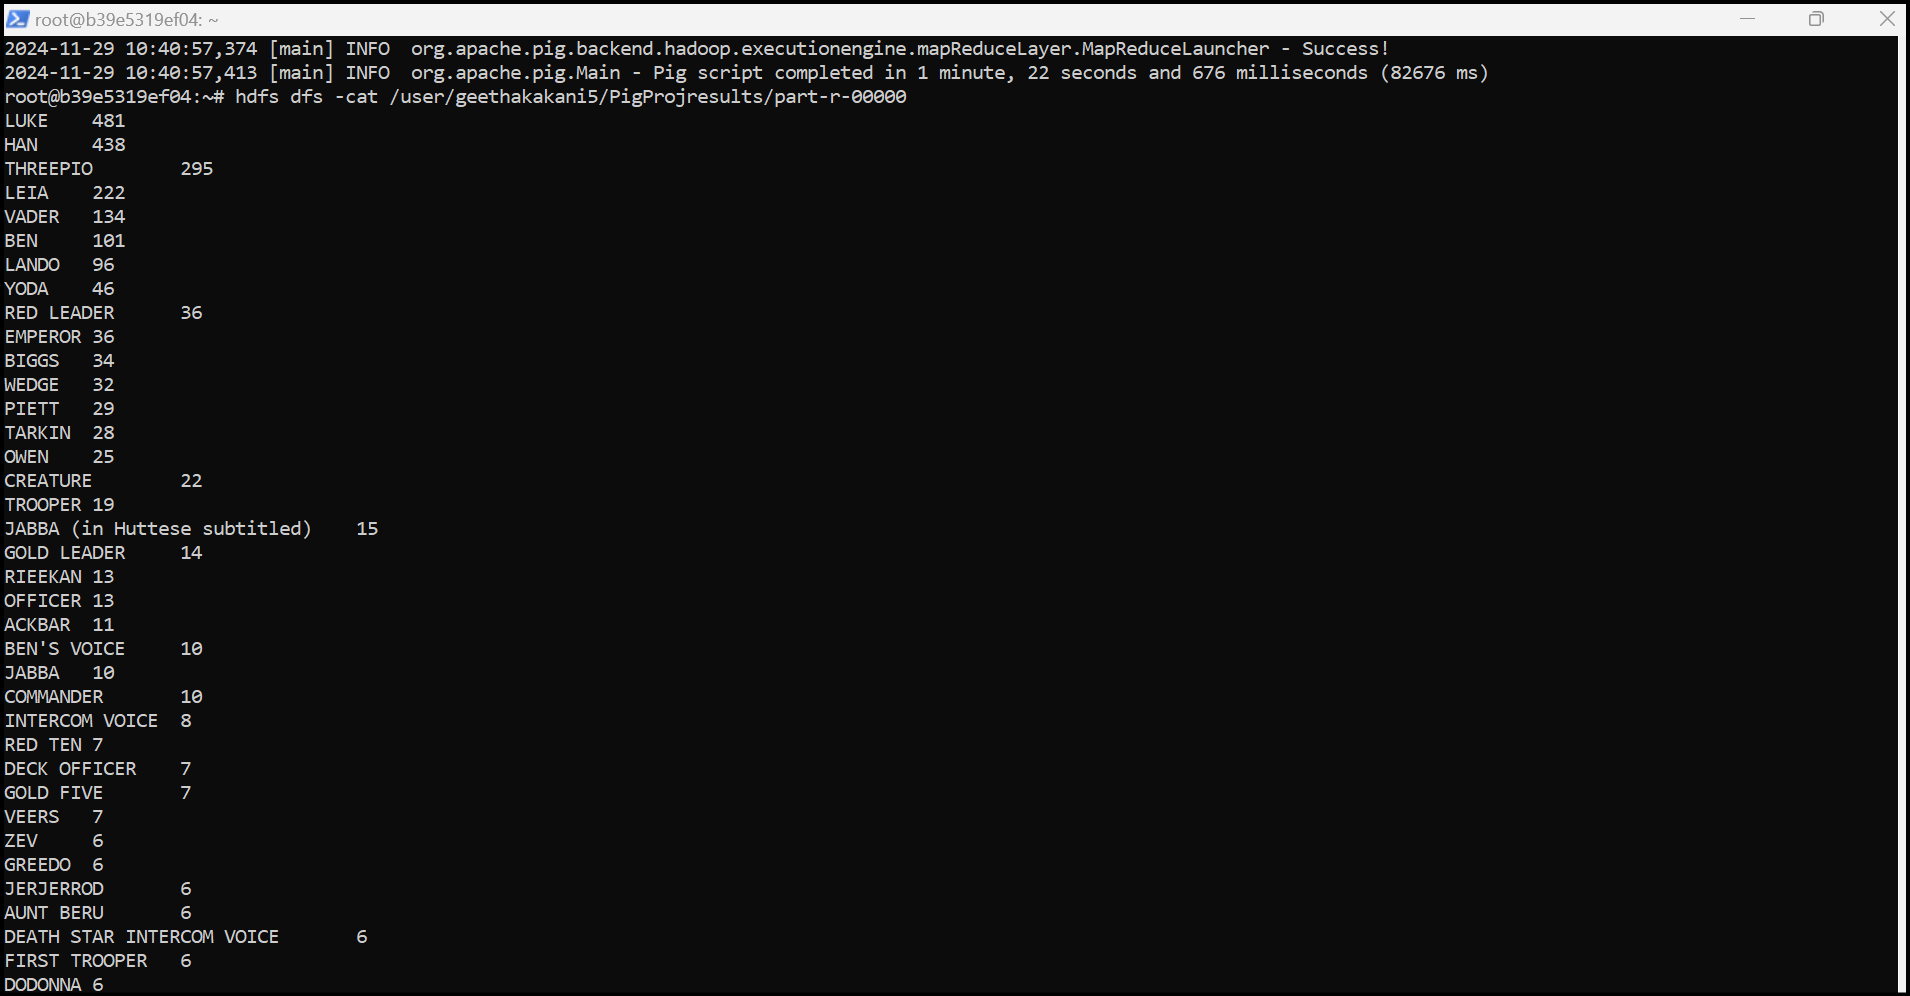 root@b39e5319ef04: ~
2024-11-29 10:40:57,374 [main] INFO  org.apache.pig.backend.hadoop.executionengine.mapReduceLayer.MapReduceLauncher - Success!
2024-11-29 10:40:57,413 [main] INFO  org.apache.pig.Main - Pig script completed in 1 minute, 22 seconds and 676 milliseconds (82676 ms)
root@b39e5319ef04:~# hdfs dfs -cat /user/geethakakani5/PigProjresults/part-r-00000
LUKE    481
HAN     438
THREEPIO        295
LEIA    222
VADER   134
BEN     101
LANDO   96
YODA    46
RED LEADER      36
EMPEROR 36
BIGGS   34
WEDGE   32
PIETT   29
TARKIN  28
OWEN    25
CREATURE        22
TROOPER 19
JABBA (in Huttese subtitled)    15
GOLD LEADER     14
RIEEKAN 13
OFFICER 13
ACKBAR  11
BEN'S VOICE     10
JABBA   10
COMMANDER       10
INTERCOM VOICE  8
RED TEN 7
DECK OFFICER    7
GOLD FIVE       7
VEERS   7
ZEV     6
GREEDO  6
JERJERROD       6
AUNT BERU       6
DEATH STAR INTERCOM VOICE       6
FIRST TROOPER   6
DODONNA 6